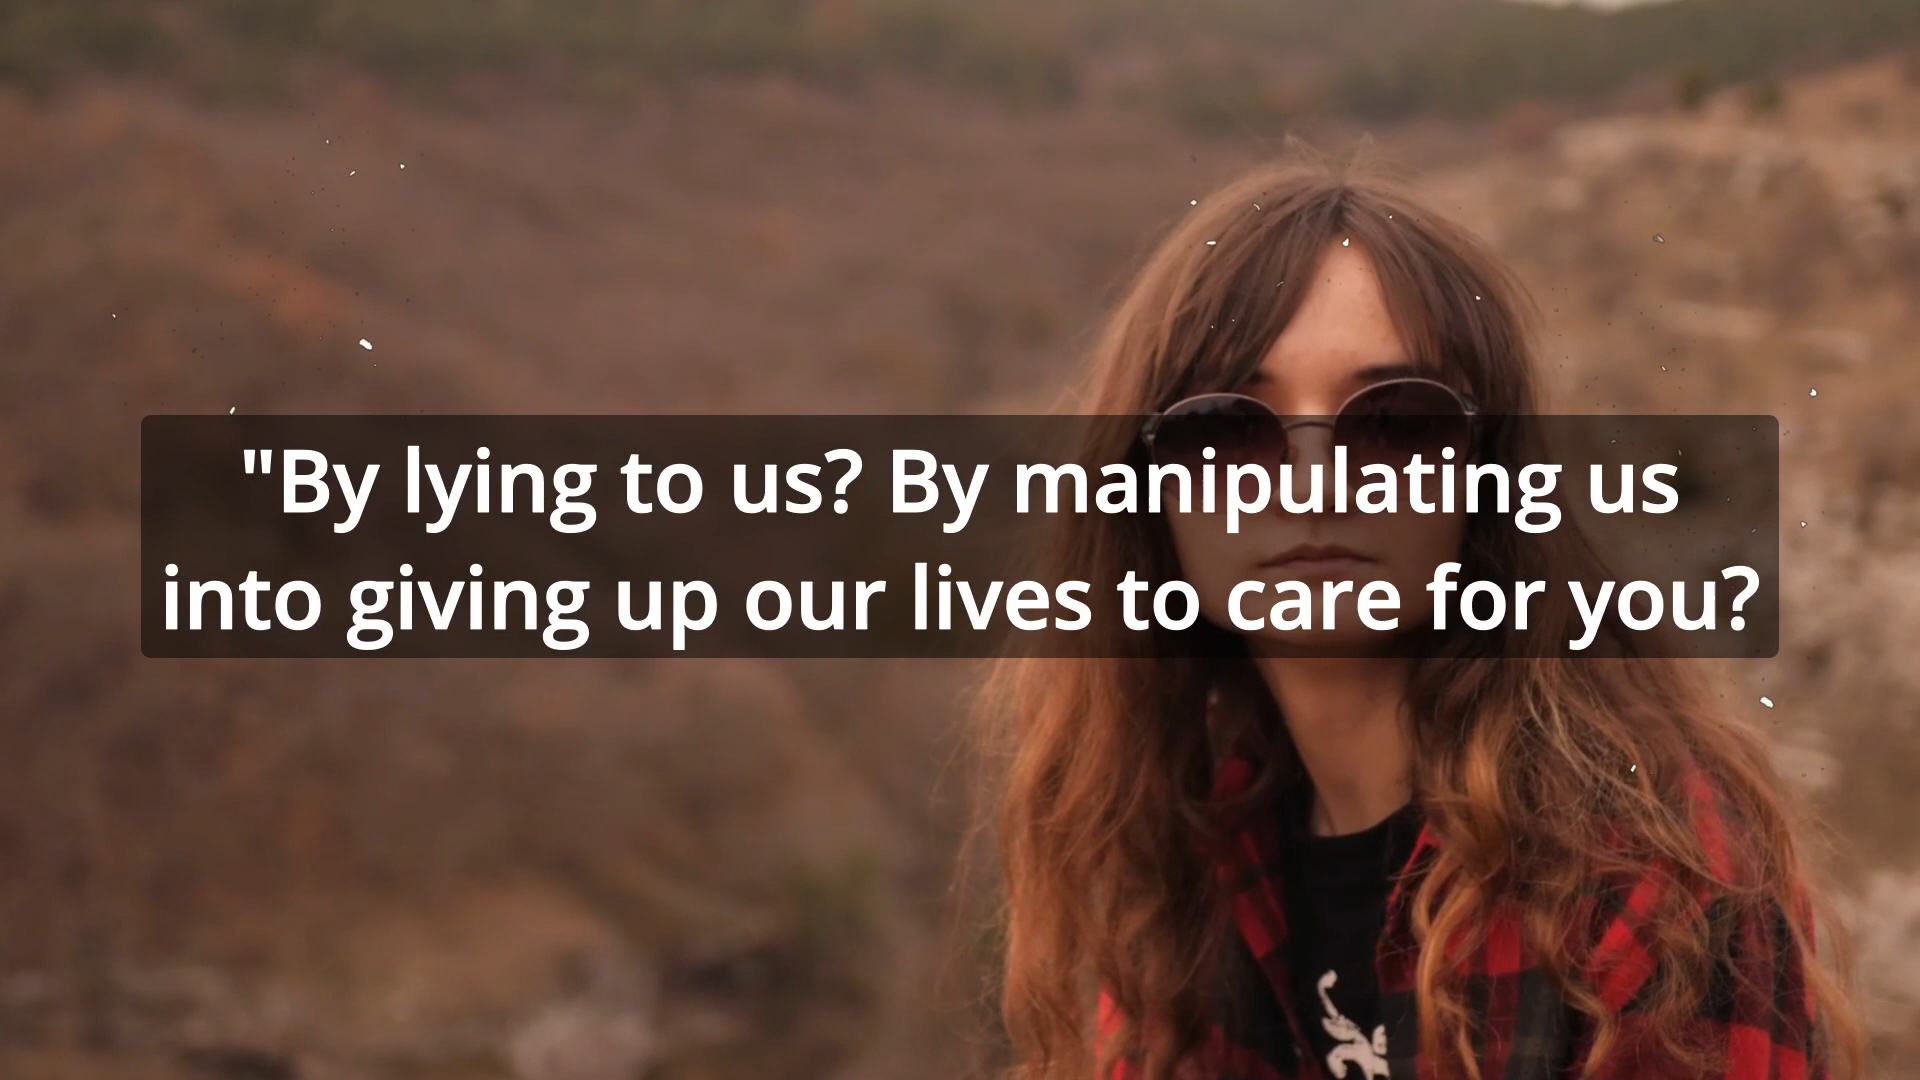 "By lying to us? By manipulating us
into giving up our lives to care for you?